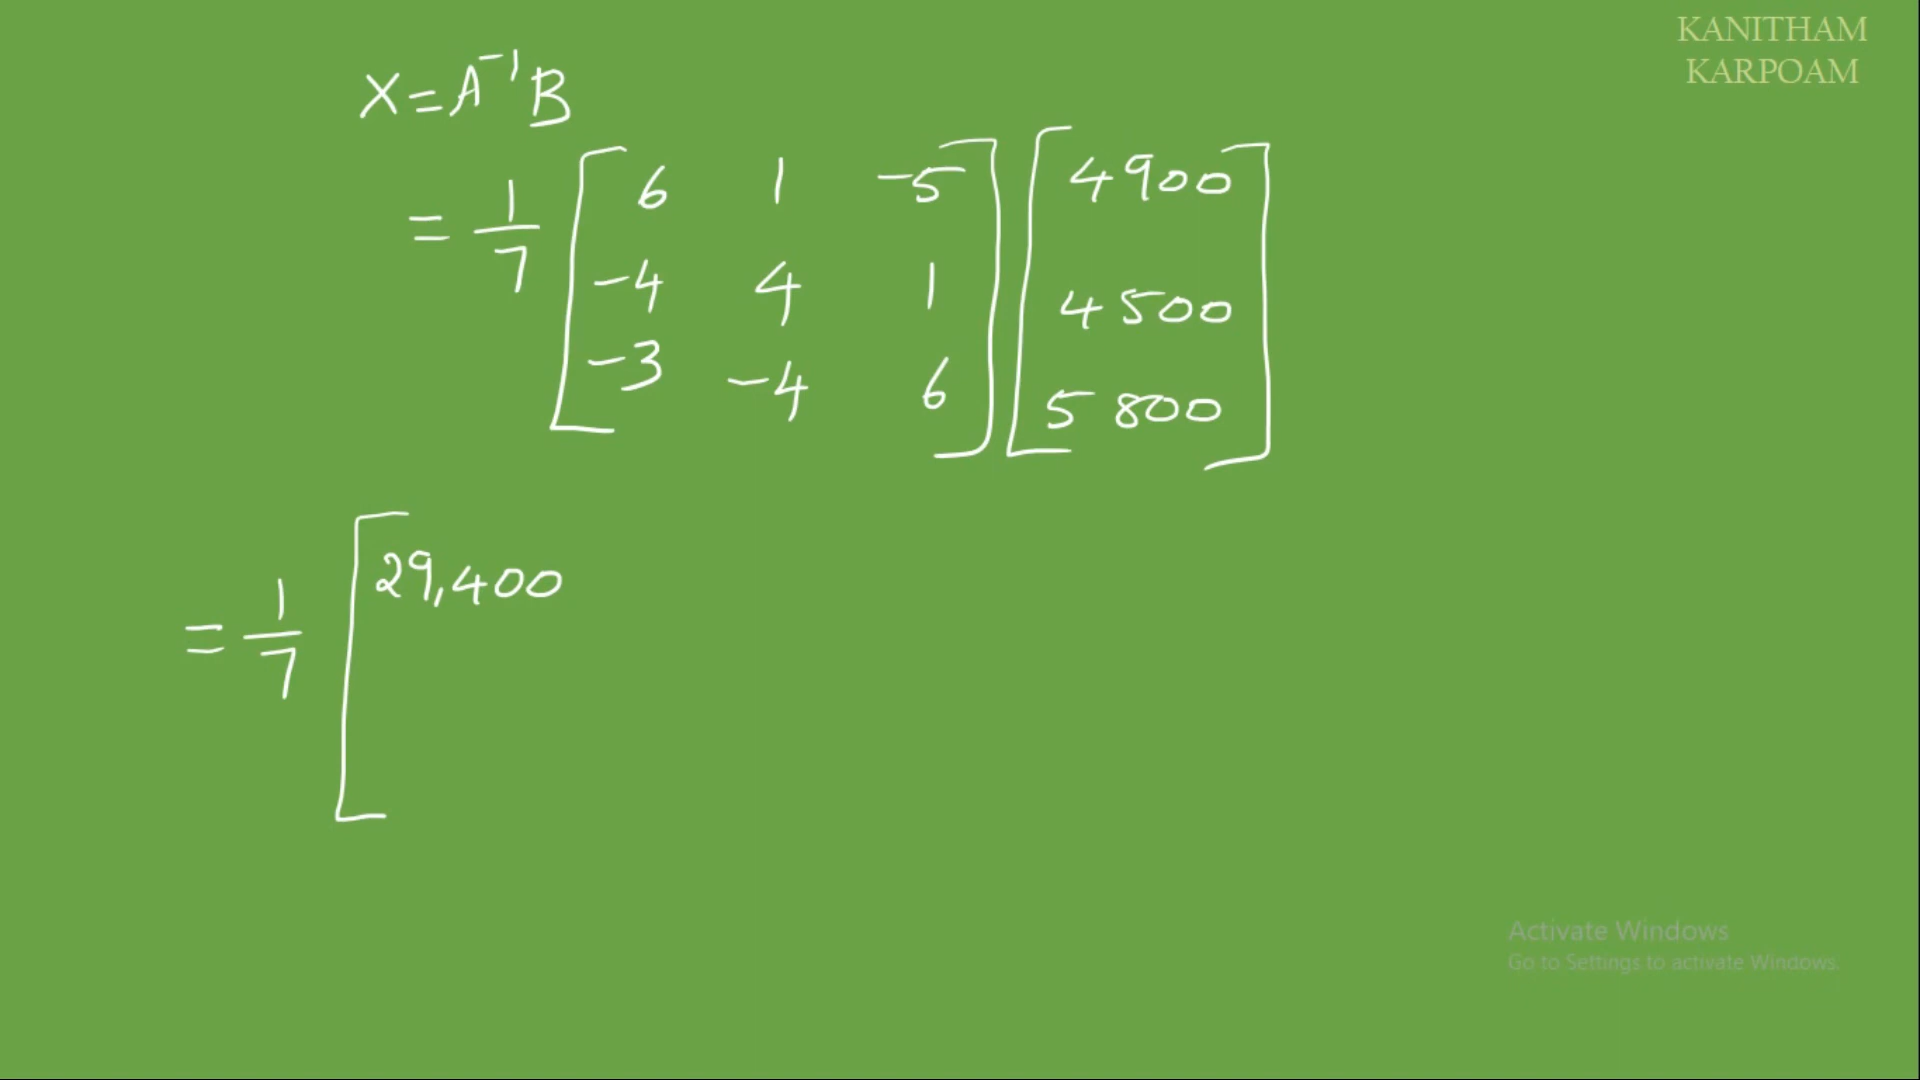 KANITHAM
KARPOAM
X = A⁻¹B
= 1/7 [ 6 1 -5 ] [ 4900 ]
[ -4 4 1 ] [ 4500 ]
[ -3 -4 6 ] [ 5800 ]
= 1/7 [ 29,400
Activate Windows
Go to Settings to activate Windows.